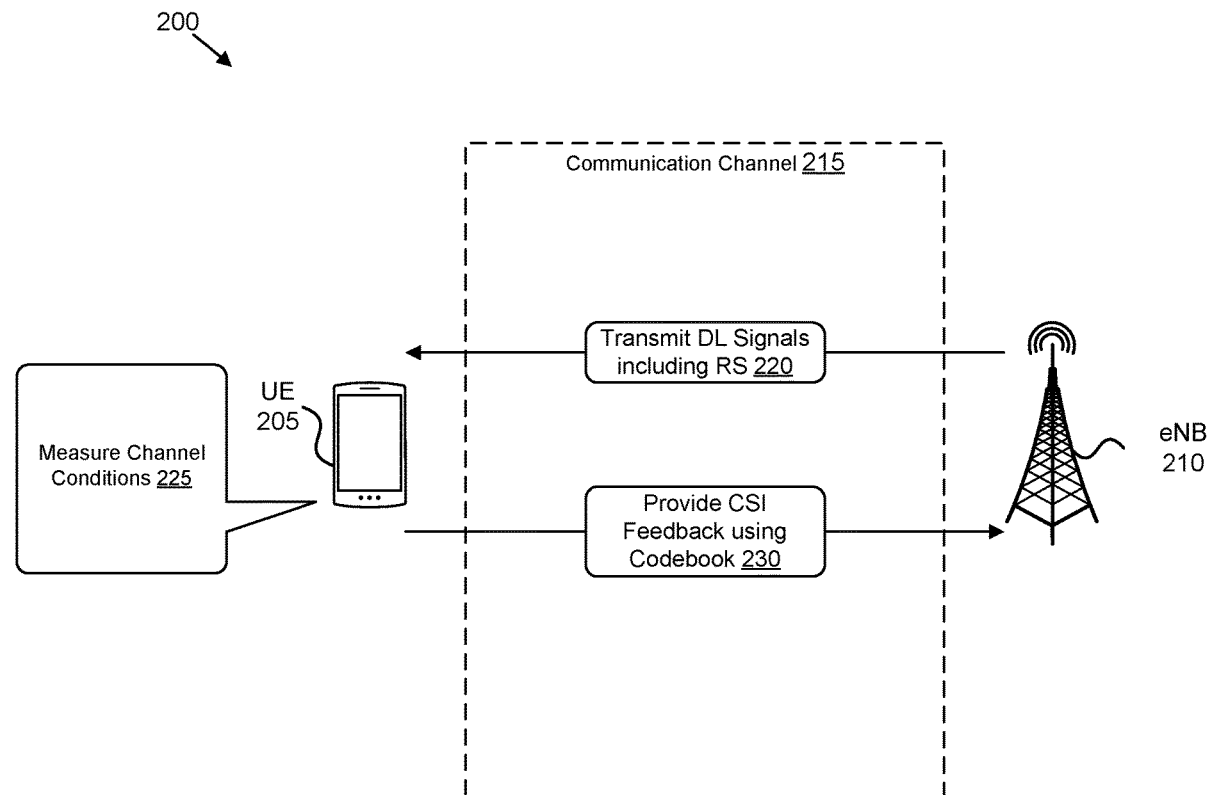 200
Communication Channel 215
Transmit DL Signals
including RS 220
UE
205
eNB
210
Measure Channel
Conditions 225
Provide CSI
Feedback using
Codebook 230